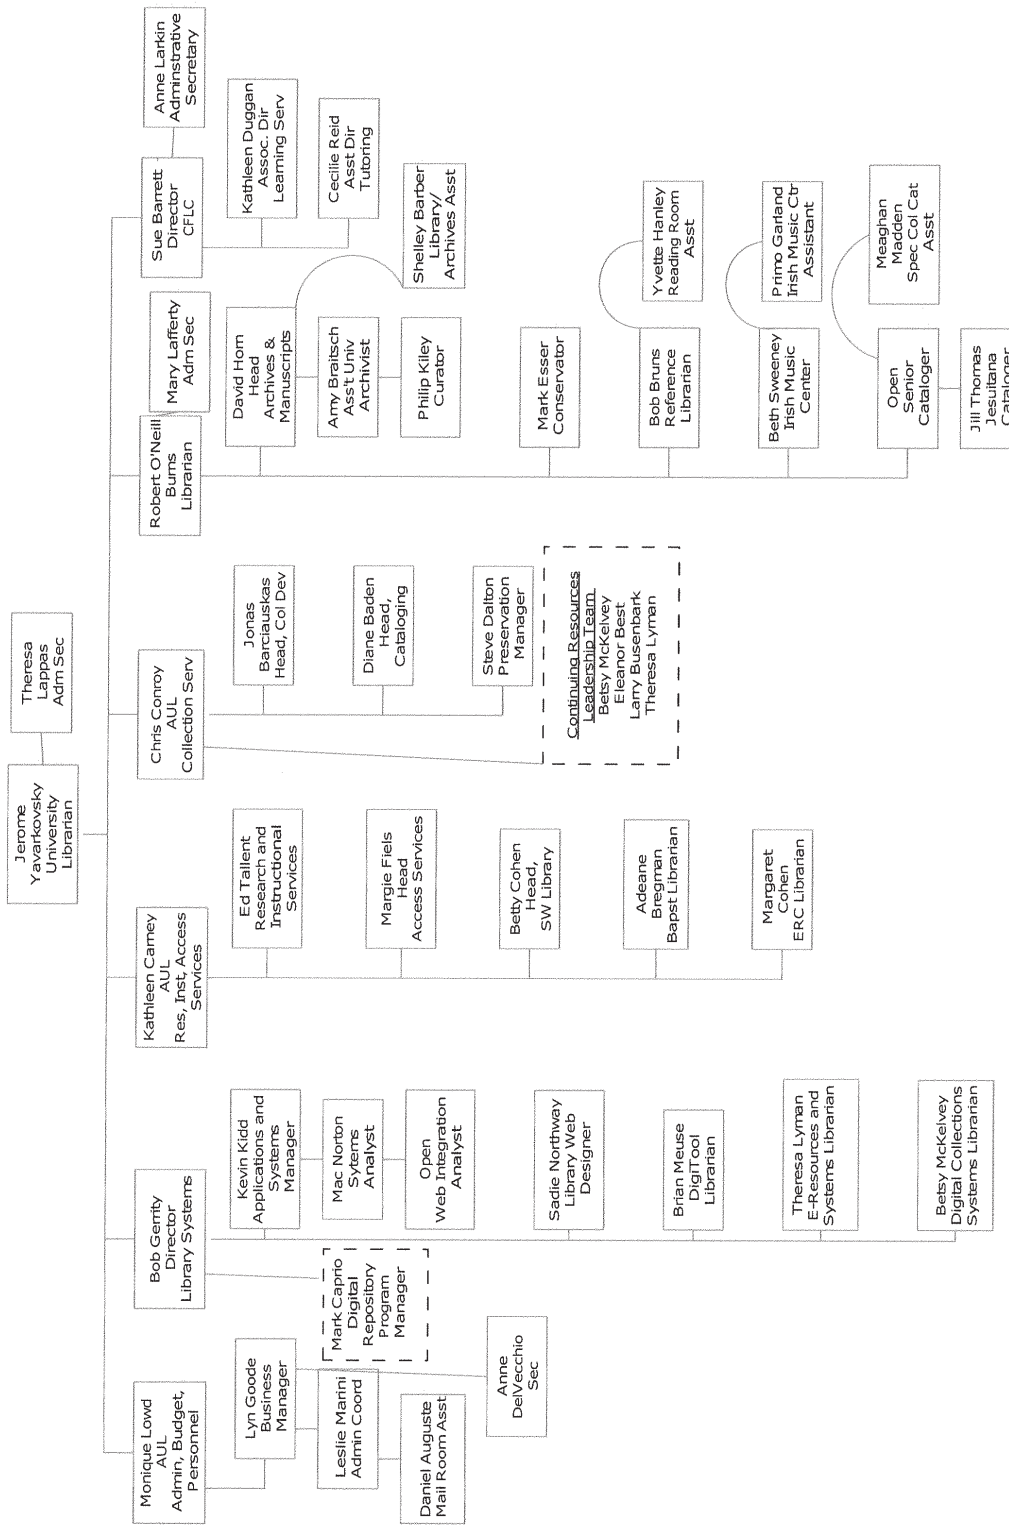 Jerome
Yavarkovsky
University
Librarian
Theresa
Lappas
Adm Sec
Monique Lowd
AUL
Admin, Budget,
Personnel
Lyn Goode
Business
Manager
Leslie Marini
Admin Coord
Daniel Auguste
Mail Room Asst
Anne
DelVecchio
Sec
Bob Gerrity
Director
Library Systems
Mark Caprio
Digital
Repository
Program
Manager
Kevin Kidd
Applications and
Systems
Manager
Mac Norton
Sytems
Analyst
Open
Web Integration
Analyst
Sadie Northway
Library Web
Designer
Brian Meuse
DigiTool
Librarian
Theresa Lyman
E-Resources and
Systems Librarian
Betsy McKelvey
Digital Collections
Systems Librarian
Kathleen Carney
AUL
Res, Inst, Access
Services
Ed Tallent
Research and
Instructional
Services
Margie Fiels
Head
Access Services
Betty Cohen
Head,
SW Library
Adeane
Bregman
Bapst Librarian
Margaret
Cohen
ERC Librarian
Chris Conroy
AUL
Collection Serv
Jonas
Barciauskas
Head, Col Dev
Diane Baden
Head,
Cataloging
Steve Dalton
Preservation
Manager
Continuing Resources
Leadership Team
Betsy McKelvey
Eleanor Best
Larry Busenbark
Theresa Lyman
Robert O'Neill
Burns
Librarian
Mary Lafferty
Adm Sec
David Horn
Head
Archives &
Manuscripts
Amy Braitsch
Ass't Univ
Archivist
Philip Kiley
Curator
Shelley Barber
Library/
Archives Asst
Mark Esser
Conservator
Bob Bruns
Reference
Librarian
Yvette Hanley
Reading Room
Asst
Beth Sweeney
Irish Music
Center
Primo Garland
Irish Music Ctr
Assistant
Open
Senior
Cataloger
Meaghan
Madden
Spec Col Cat
Asst
Jill Thomas
Jesuitana
Cataloger
Sue Barrett
Director
CFLC
Anne Larkin
Adminstrative
Secretary
Kathleen Duggan
Assoc. Dir
Learning Serv
Cecilie Reid
Asst Dir
Tutoring